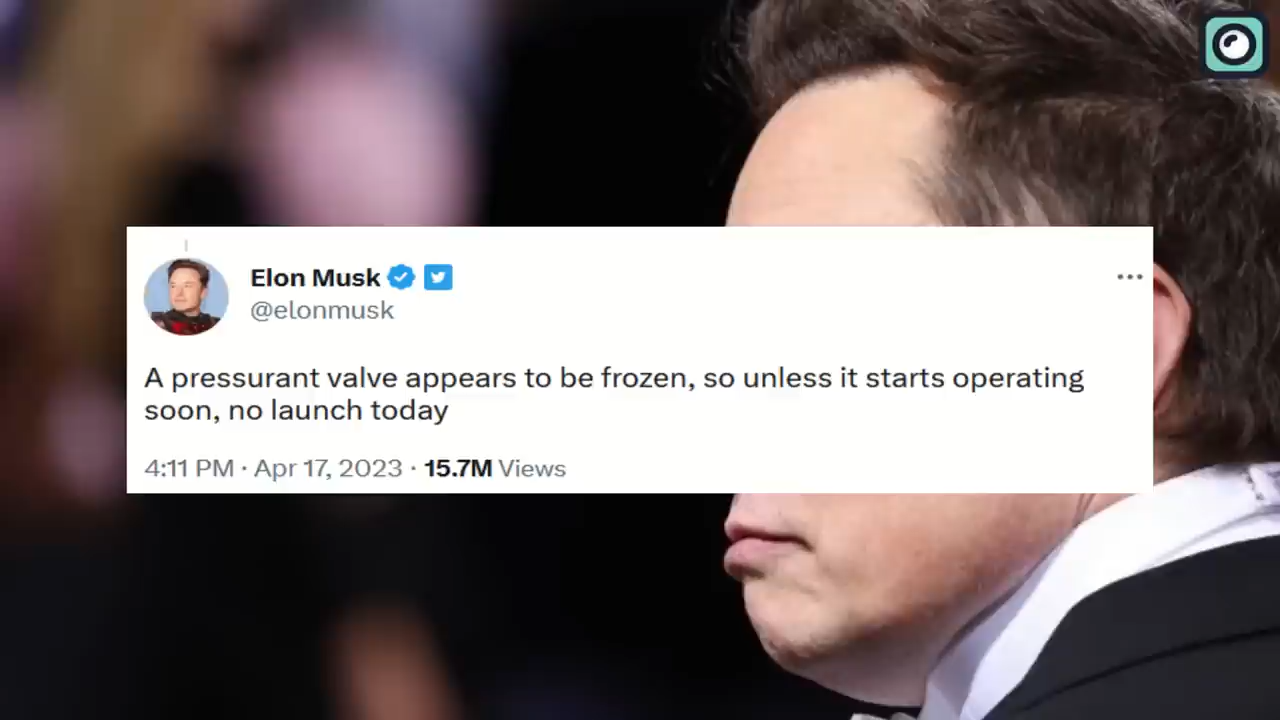 Elon Musk
@elonmusk
A pressurant valve appears to be frozen, so unless it starts operating
soon, no launch today
4:11 PM · Apr 17, 2023 · 15.7M Views